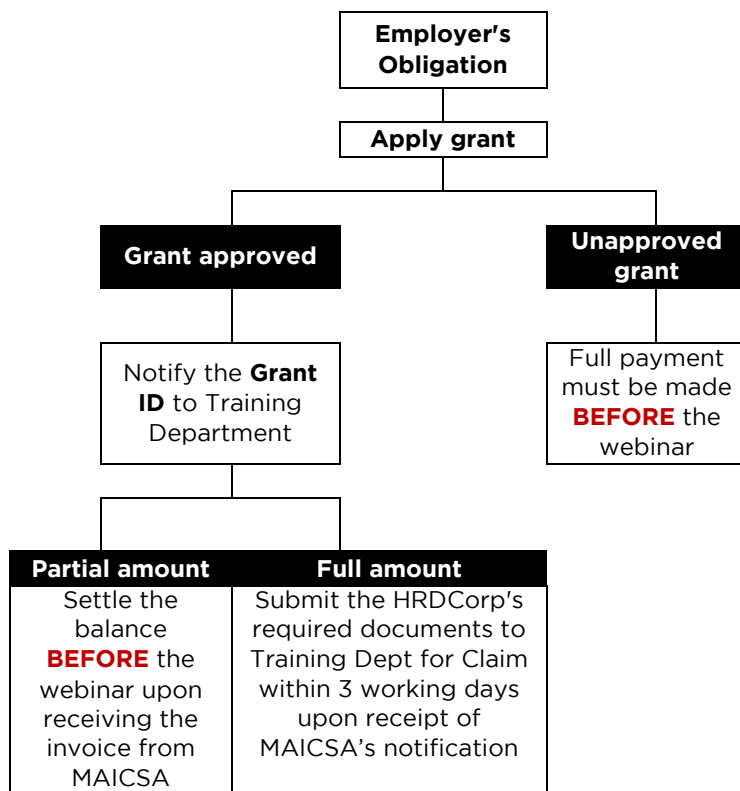 Employer's
Obligation
Apply grant
Grant approved
Unapproved
grant
Notify the Grant
ID to Training
Department
Full payment
must be made
BEFORE the
webinar
Partial amount
Settle the
balance
BEFORE the
webinar upon
receiving the
invoice from
MAICSA
Full amount
Submit the HRDCorp's
required documents to
Training Dept for Claim
within 3 working days
upon receipt of
MAICSA’s notification